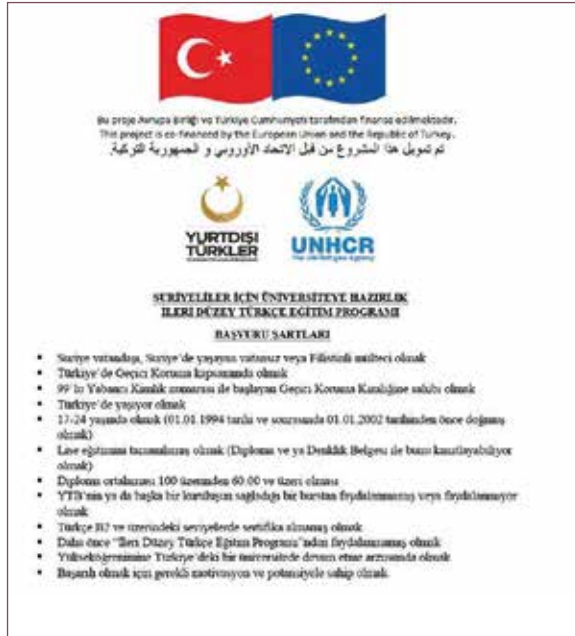 Bu proje Avrupa Birliği ve Türkiye Cumhuriyeti tarafından finanse edilmektedir.
This project is co-financed by the European Union and the Republic of Turkey.
تم تمويل هذا المشروع من قبل الاتحاد الأوروبي و الجمهورية التركية.
YURTDIŞI
TÜRKLER
UNHCR
The UN Refugee Agency
SURİYELİLER İÇİN ÜNİVERSİTEYE HAZIRLIK
İLERİ DÜZEY TÜRKÇE EĞİTİM PROGRAMI
BAŞVURU ŞARTLARI
Suriye vatandaşı, Suriye'de yaşayan vatansız veya Filistinli mülteci olmak
Türkiye'de Geçici Koruma kapsamında olmak
99'lu Yabancı Kimlik numarası ile başlayan Geçici Koruma Kimliğine sahibi olmak
Türkiye'de yaşıyor olmak
17-24 yaşında olmak (01.01.1994 tarihi ve sonrasında 01.01.2002 tarihinden önce doğmuş
olmak)
Lise eğitimini tamamlamış olmak (Diploma ve ya Denklik Belgesi ile bunu kanıtlayabiliyor
olmak)
Diploma ortalaması 100 üzerinden 60.00 ve üzeri olması
YTB'nin ya da başka bir kuruluşun sağladığı bir burstan faydalanmamış veya faydalanmıyor
olmak
Türkçe B2 ve üzerindeki seviyelerde sertifika almamış olmak
Daha önce "İleri Düzey Türkçe Eğitim Programı"ndan faydalanmamış olmak
Yükseköğrenimine Türkiye'deki bir üniversitede devam etme arzusunda olmak
Başarılı olmak için gerekli motivasyon ve potansiyele sahip olmak